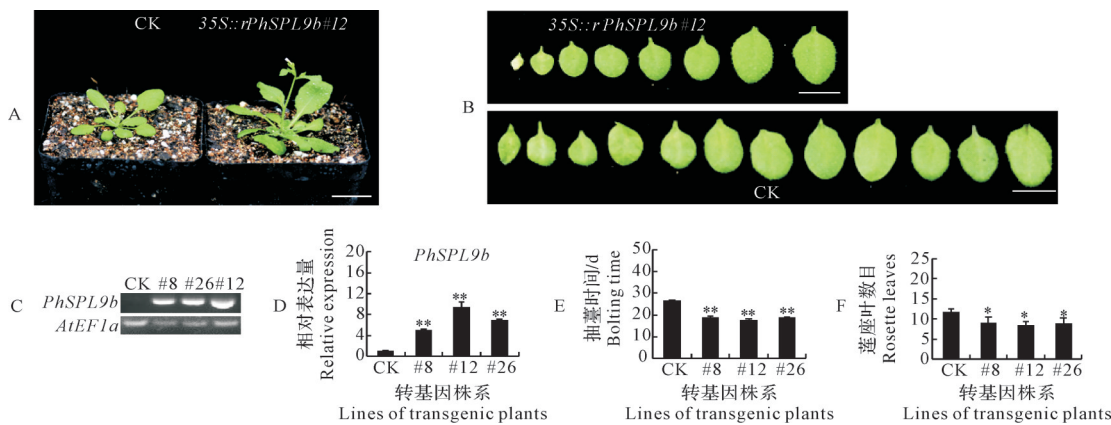 A
CK 35S::rPhSPL9b#12
B
35S::rPhSPL9b#12
CK
C
CK #8 #26 #12
PhSPL9b
AtEF1a
D
PhSPL9b
相对表达量
Relative expression
20
16
12
8
4
0
** ** **
CK #8 #12 #26
转基因株系
Lines of transgenic plants
E
抽薹时间/d
Bolting time
50
40
30
20
10
0
** ** **
CK #8 #12 #26
转基因株系
Lines of transgenic plants
F
莲座叶数目
Rosette leaves
25
20
15
10
5
0
* * *
CK #8 #12 #26
转基因株系
Lines of transgenic plants